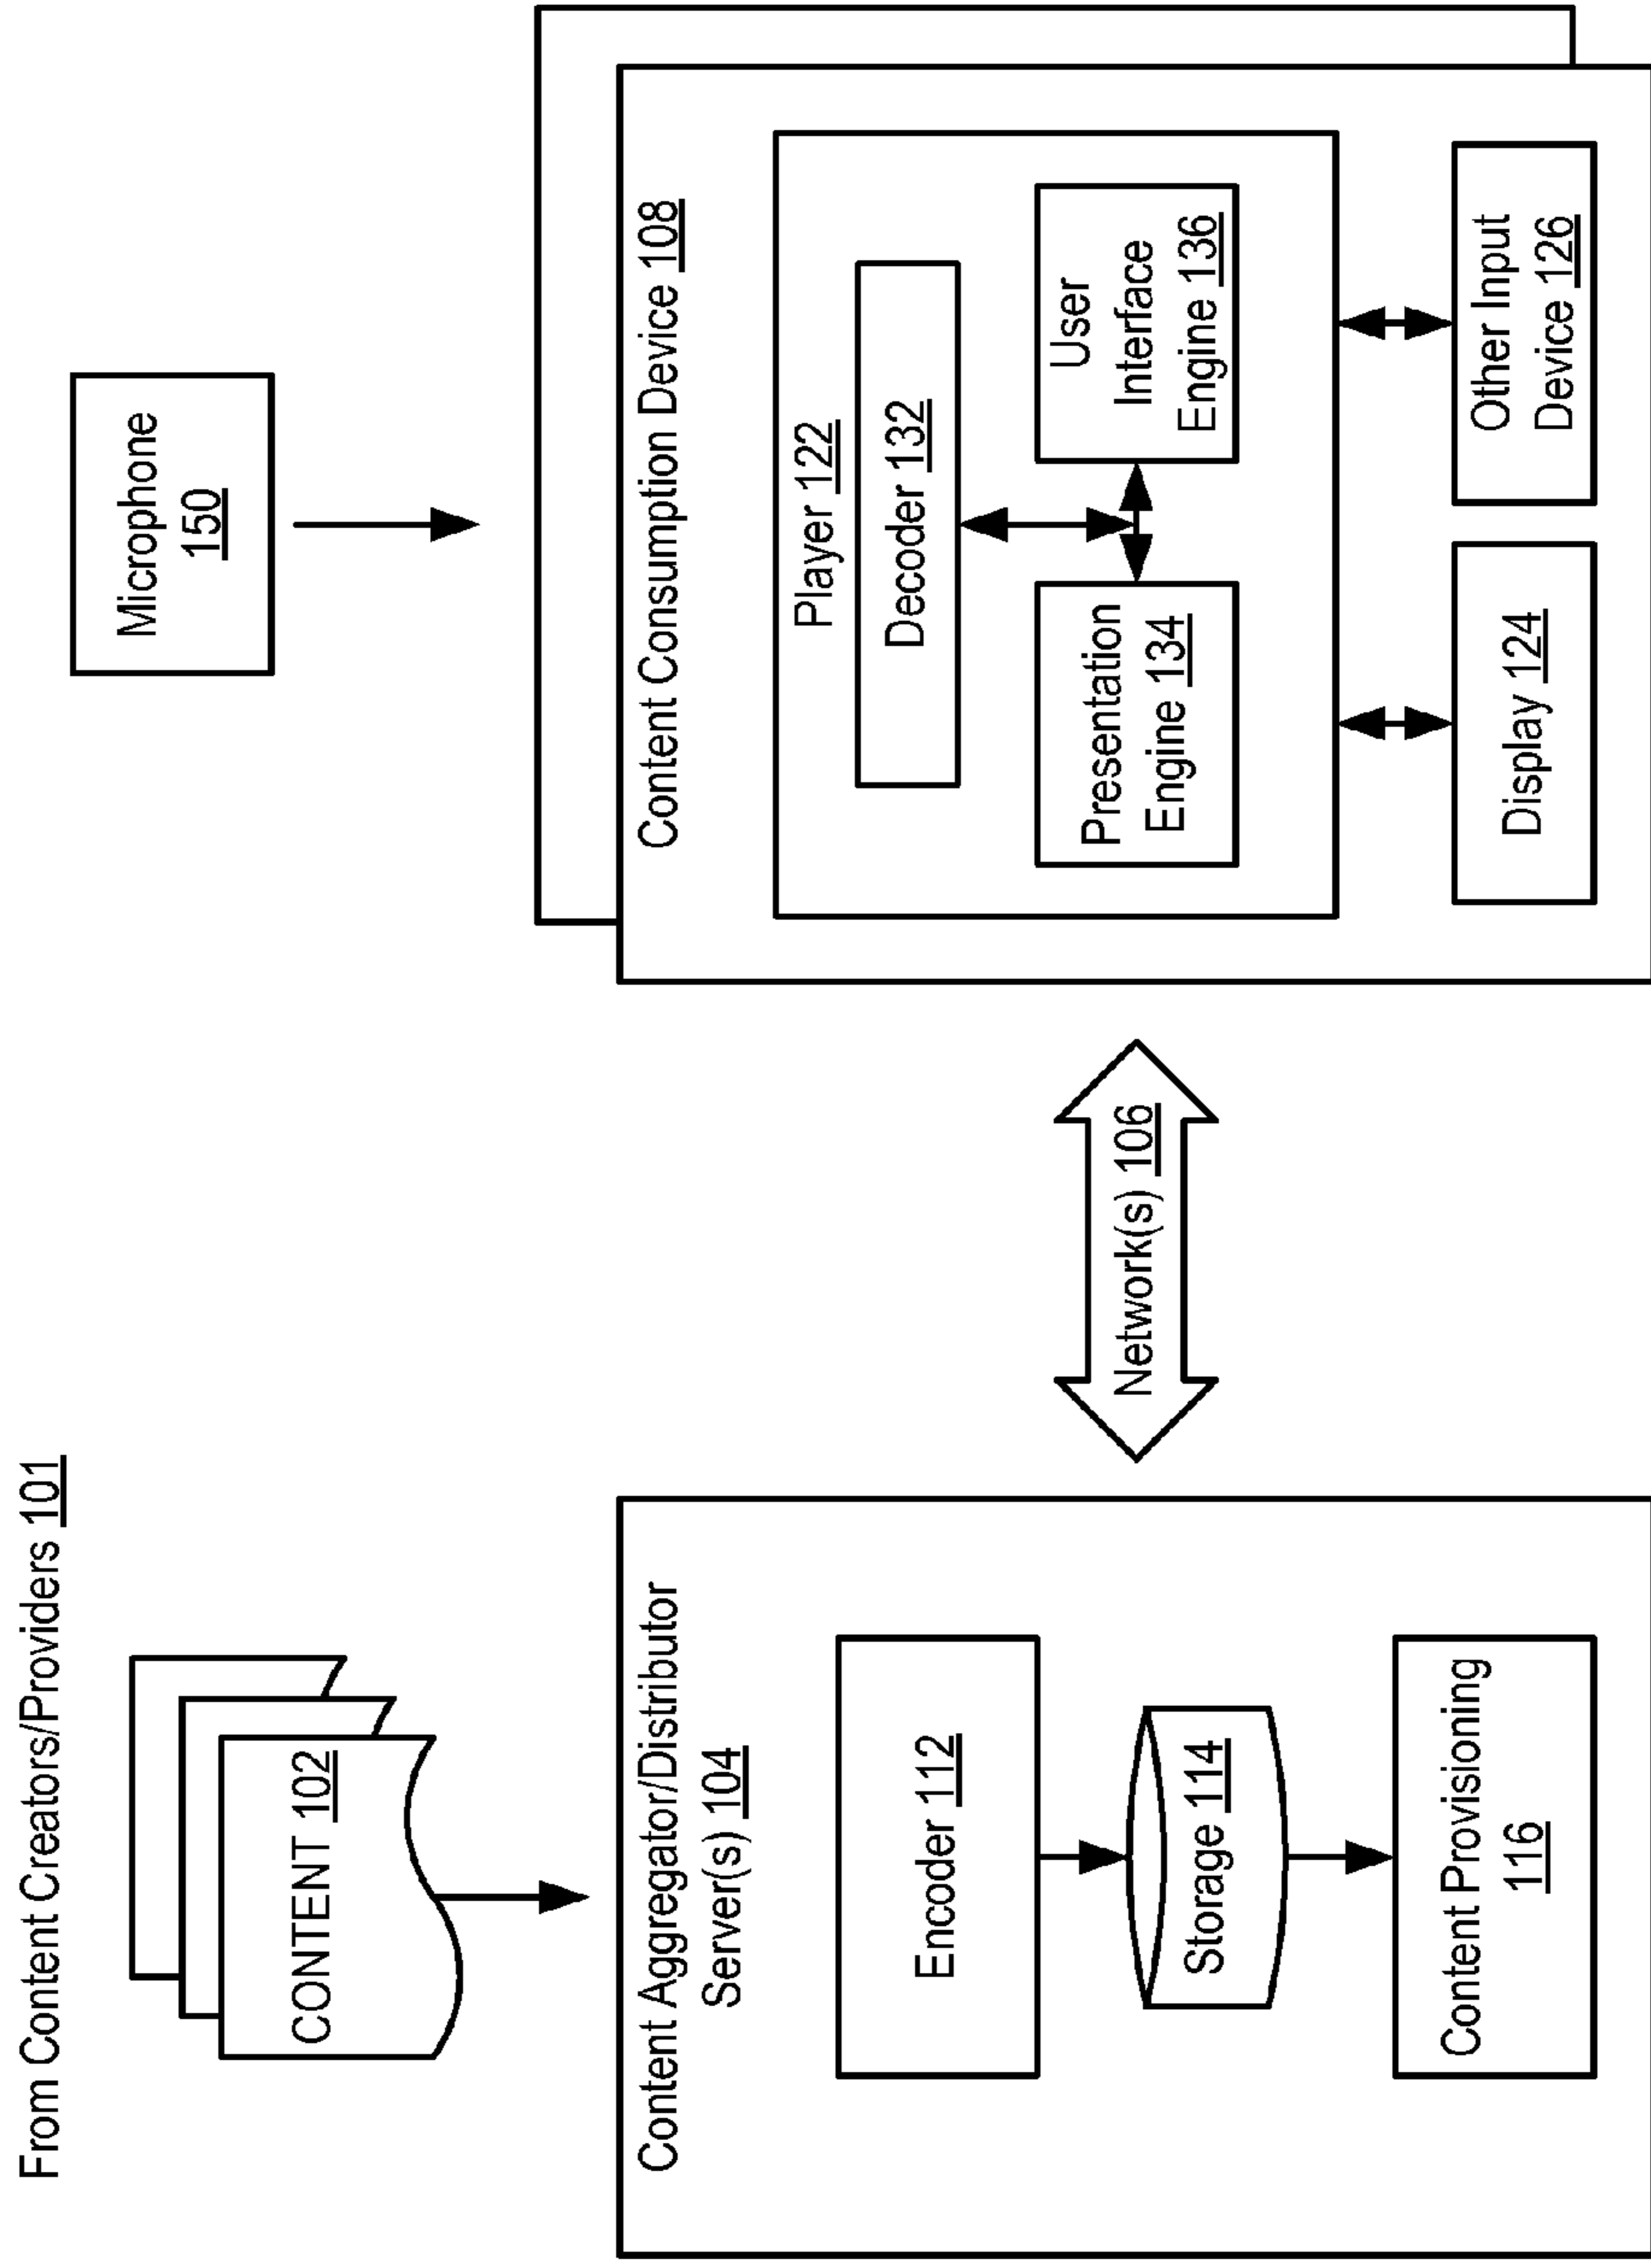 From Content Creators/Providers 101
CONTENT 102
Content Aggregator/Distributor
Server(s) 104
Encoder 112
Storage 114
Content Provisioning
116
Network(s) 106
Microphone
150
Content Consumption Device 108
Player 122
Decoder 132
Presentation
Engine 134
User
Interface
Engine 136
Display 124
Other Input
Device 126